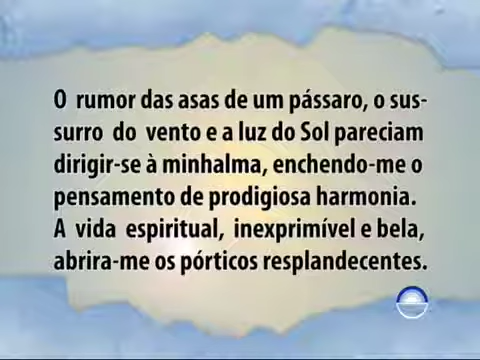 O rumor das asas de um pássaro, o sus-
surro do vento e a luz do Sol pareciam
dirigir-se à minhalma, enchendo-me o
pensamento de prodigiosa harmonia.
A vida espiritual, inexprimível e bela,
abrira-me os pórticos resplandecentes.